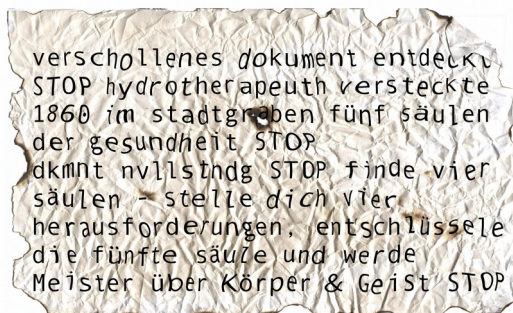 verschollenes dokument entdeckt
STOP hydrotherapeuth versteckte
1860 im stadtgraben fünf säulen
der gesundheit STOP
dkmnt nvllstndg STOP finde vier
säulen - stelle dich vier
herausforderungen, entschlüssele
die fünfte säule und werde
Meister über Körper & GeiSt STOP